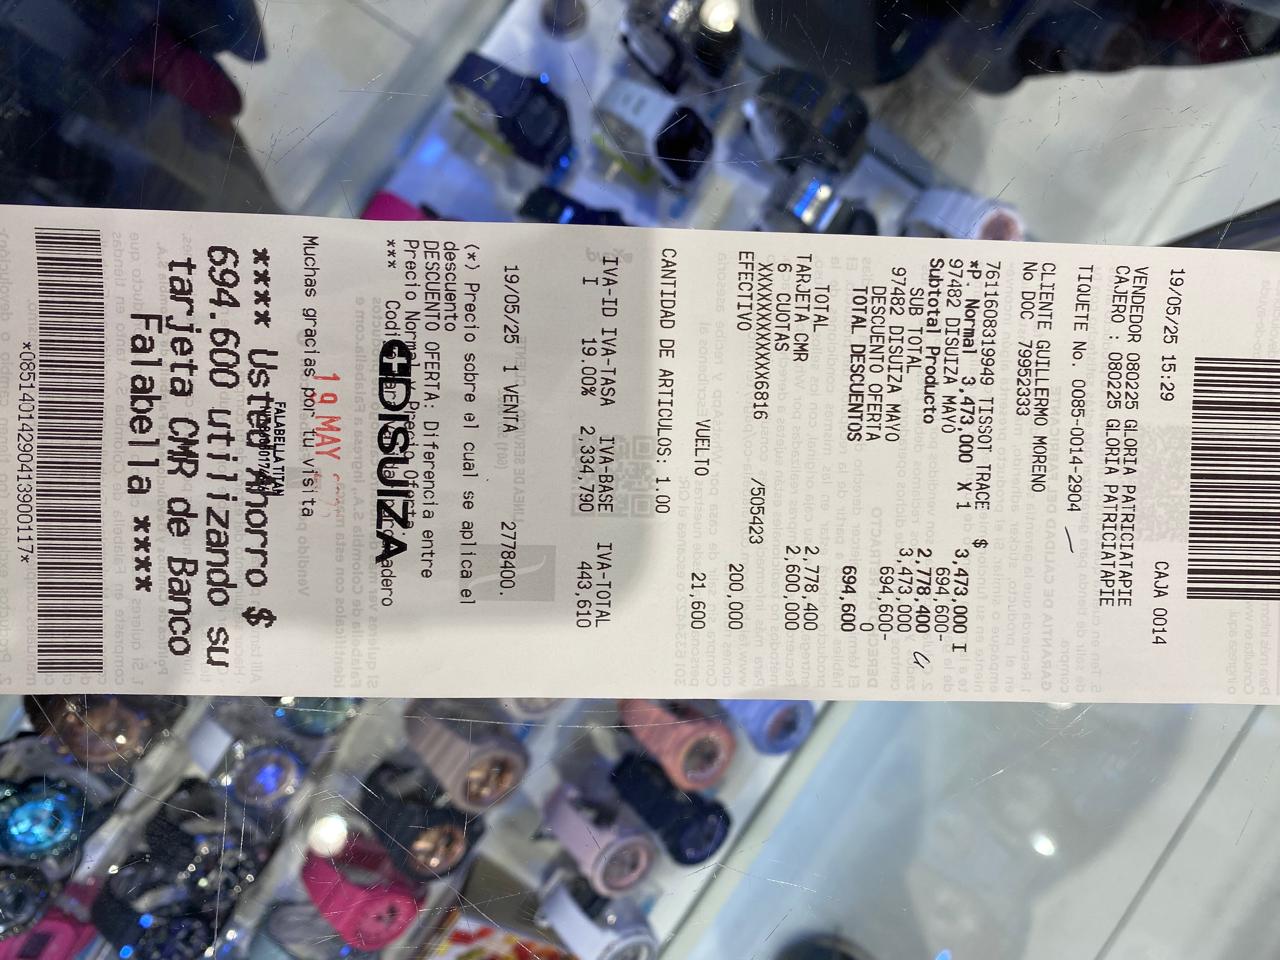 19/05/25 15:29 CAJA 0014
VENDEDOR 080225 GLORIA PATRICIATAPIE
CAJERO : 080225 GLORIA PATRICIATAPIE
TIQUETE No. 0085-0014-2904
CLIENTE GUILLERMO MORENO
No DOC 79952333
7611608319949 TISSOT TRACE $ 3,473,000 I
*P. Normal 3,473,000 X 1
97482 DISUIZA MAYO 694,600-
Subtotal Producto 2,778,400
SUB TOTAL 3,473,000
97482 DISUIZA MAYO 694,600-
DESCUENTO OFERTA 0
TOTAL DESCUENTOS 694,600
TOTAL 2,778,400
TARJETA CMR 2,600,000
6 CUOTAS
XXXXXXXXXXXX6816 /505423
EFECTIVO 200,000
VUELTO 21,600
CANTIDAD DE ARTICULOS: 1.00
IVA-ID IVA-TASA IVA-BASE IVA-TOTAL
I 19.00% 2.334,790 443,610
19/05/25 1 VENTA 2778400.
(*) Precio sobre el cual se aplica el
descuento
DESCUENTO OFERTA: Diferencia entre
Precio Normal Precio Oferta
***
DISUIZA
19 MAY
Muchas gracias por tu visita
FALABELLA TITAN
**** Usted Ahorro $
694.600 utilizando su
tarjeta CMR de Banco
Falabella ****
*08514014290413900117*